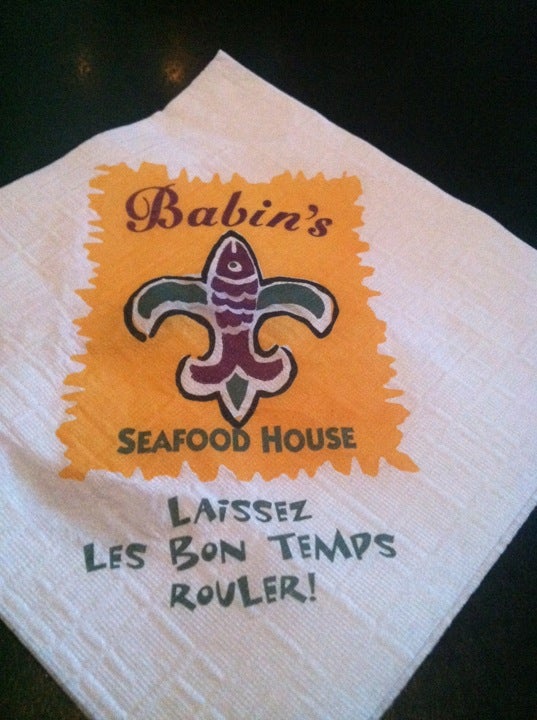 Babin's
SEAFOOD HOUSE
LAiSSEZ
LES BON TEMPS
ROULER!